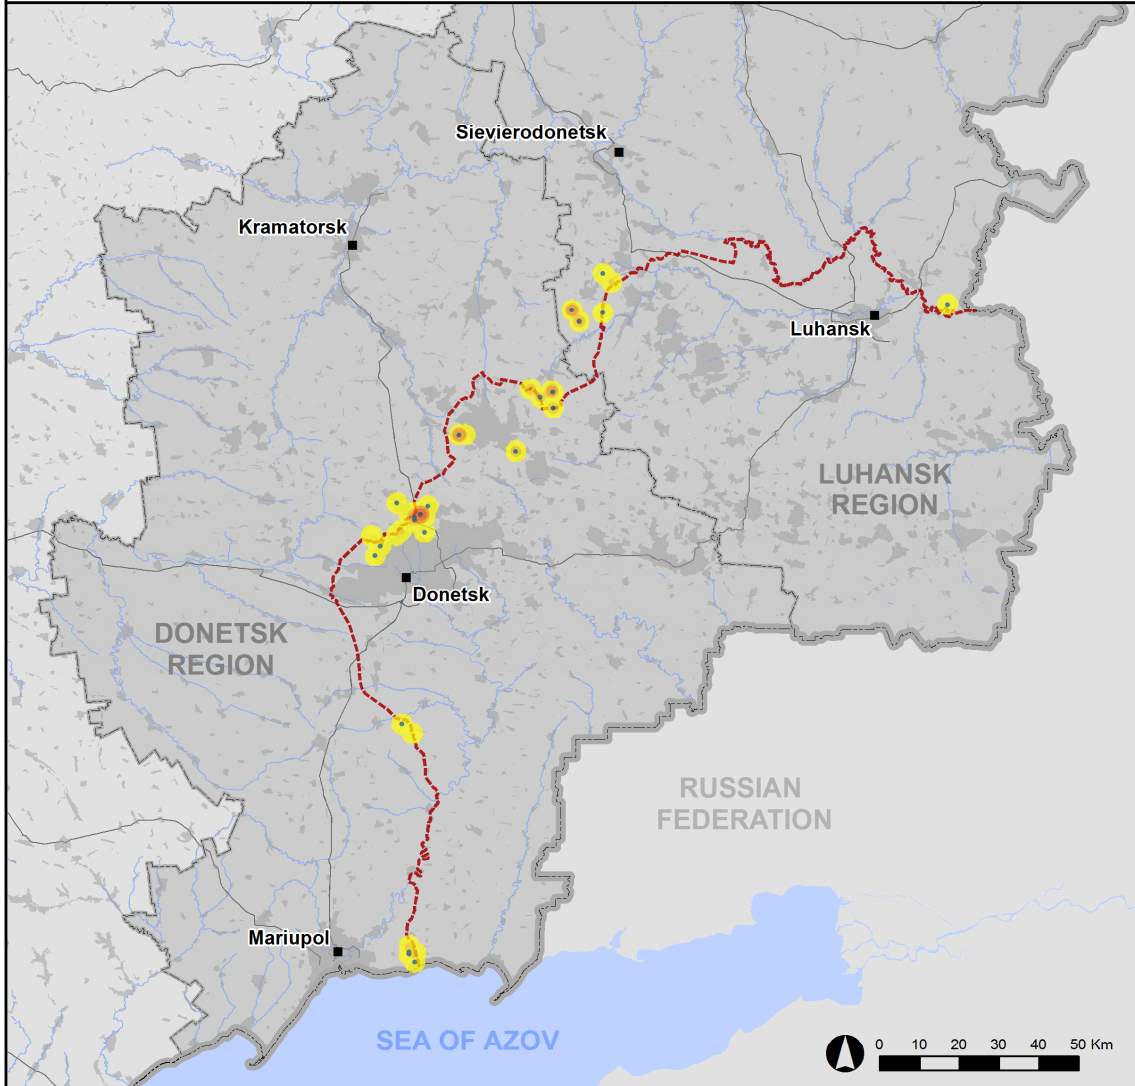 Sievierodonetsk
Kramatorsk
Luhansk
LUHANSK
REGION
Donetsk
DONETSK
REGION
RUSSIAN
FEDERATION
Mariupol
SEA OF AZOV
0 10 20 30 40 50 Km